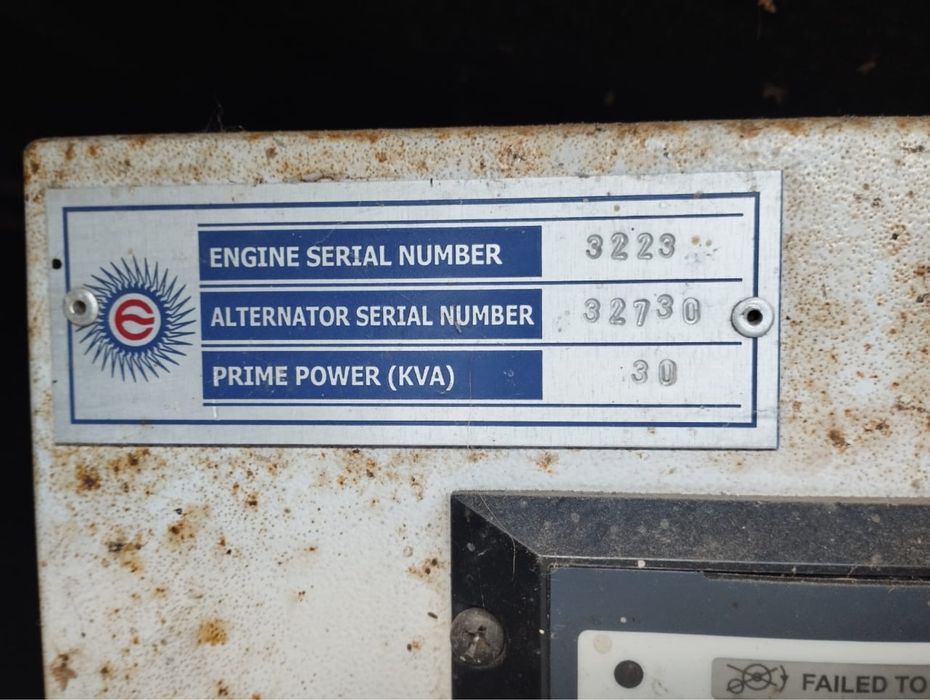 ENGINE SERIAL NUMBER 3223
ALTERNATOR SERIAL NUMBER 32730
PRIME POWER (KVA) 30
FAILED TO